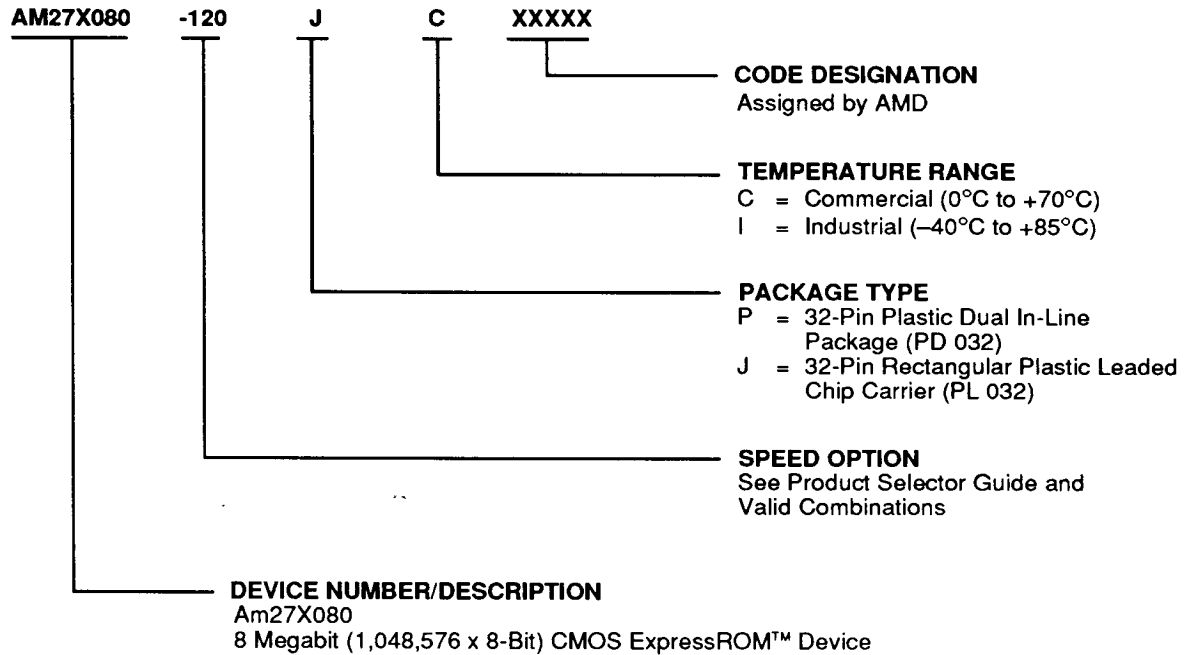 AM27X080 -120 J C XXXXX
CODE DESIGNATION
Assigned by AMD
TEMPERATURE RANGE
C = Commercial (0°C to +70°C)
I = Industrial (–40°C to +85°C)
PACKAGE TYPE
P = 32-Pin Plastic Dual In-Line
Package (PD 032)
J = 32-Pin Rectangular Plastic Leaded
Chip Carrier (PL 032)
SPEED OPTION
See Product Selector Guide and
Valid Combinations
DEVICE NUMBER/DESCRIPTION
Am27X080
8 Megabit (1,048,576 x 8-Bit) CMOS ExpressROM™ Device